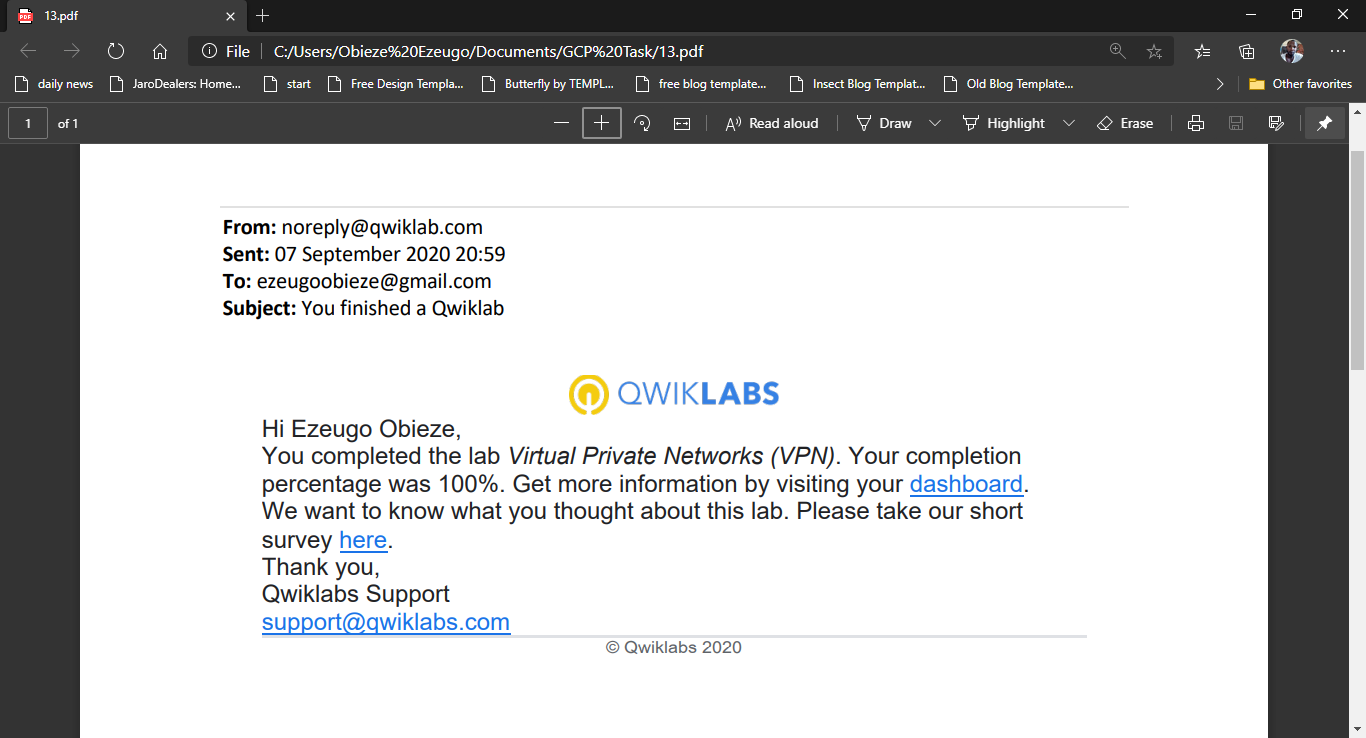 13.pdf
File C:/Users/Obieze%20Ezeugo/Documents/GCP%20Task/13.pdf
daily news JaroDealers: Home... start Free Design Templa... Butterfly by TEMPL... free blog template... Insect Blog Templat... Old Blog Template... Other favorites
1 of 1 Read aloud Draw Highlight Erase
From: noreply@qwiklab.com
Sent: 07 September 2020 20:59
To: ezeugoobieze@gmail.com
Subject: You finished a Qwiklab
QWIKLABS
Hi Ezeugo Obieze,
You completed the lab Virtual Private Networks (VPN). Your completion
percentage was 100%. Get more information by visiting your dashboard.
We want to know what you thought about this lab. Please take our short
survey here.
Thank you,
Qwiklabs Support
support@qwiklabs.com
© Qwiklabs 2020